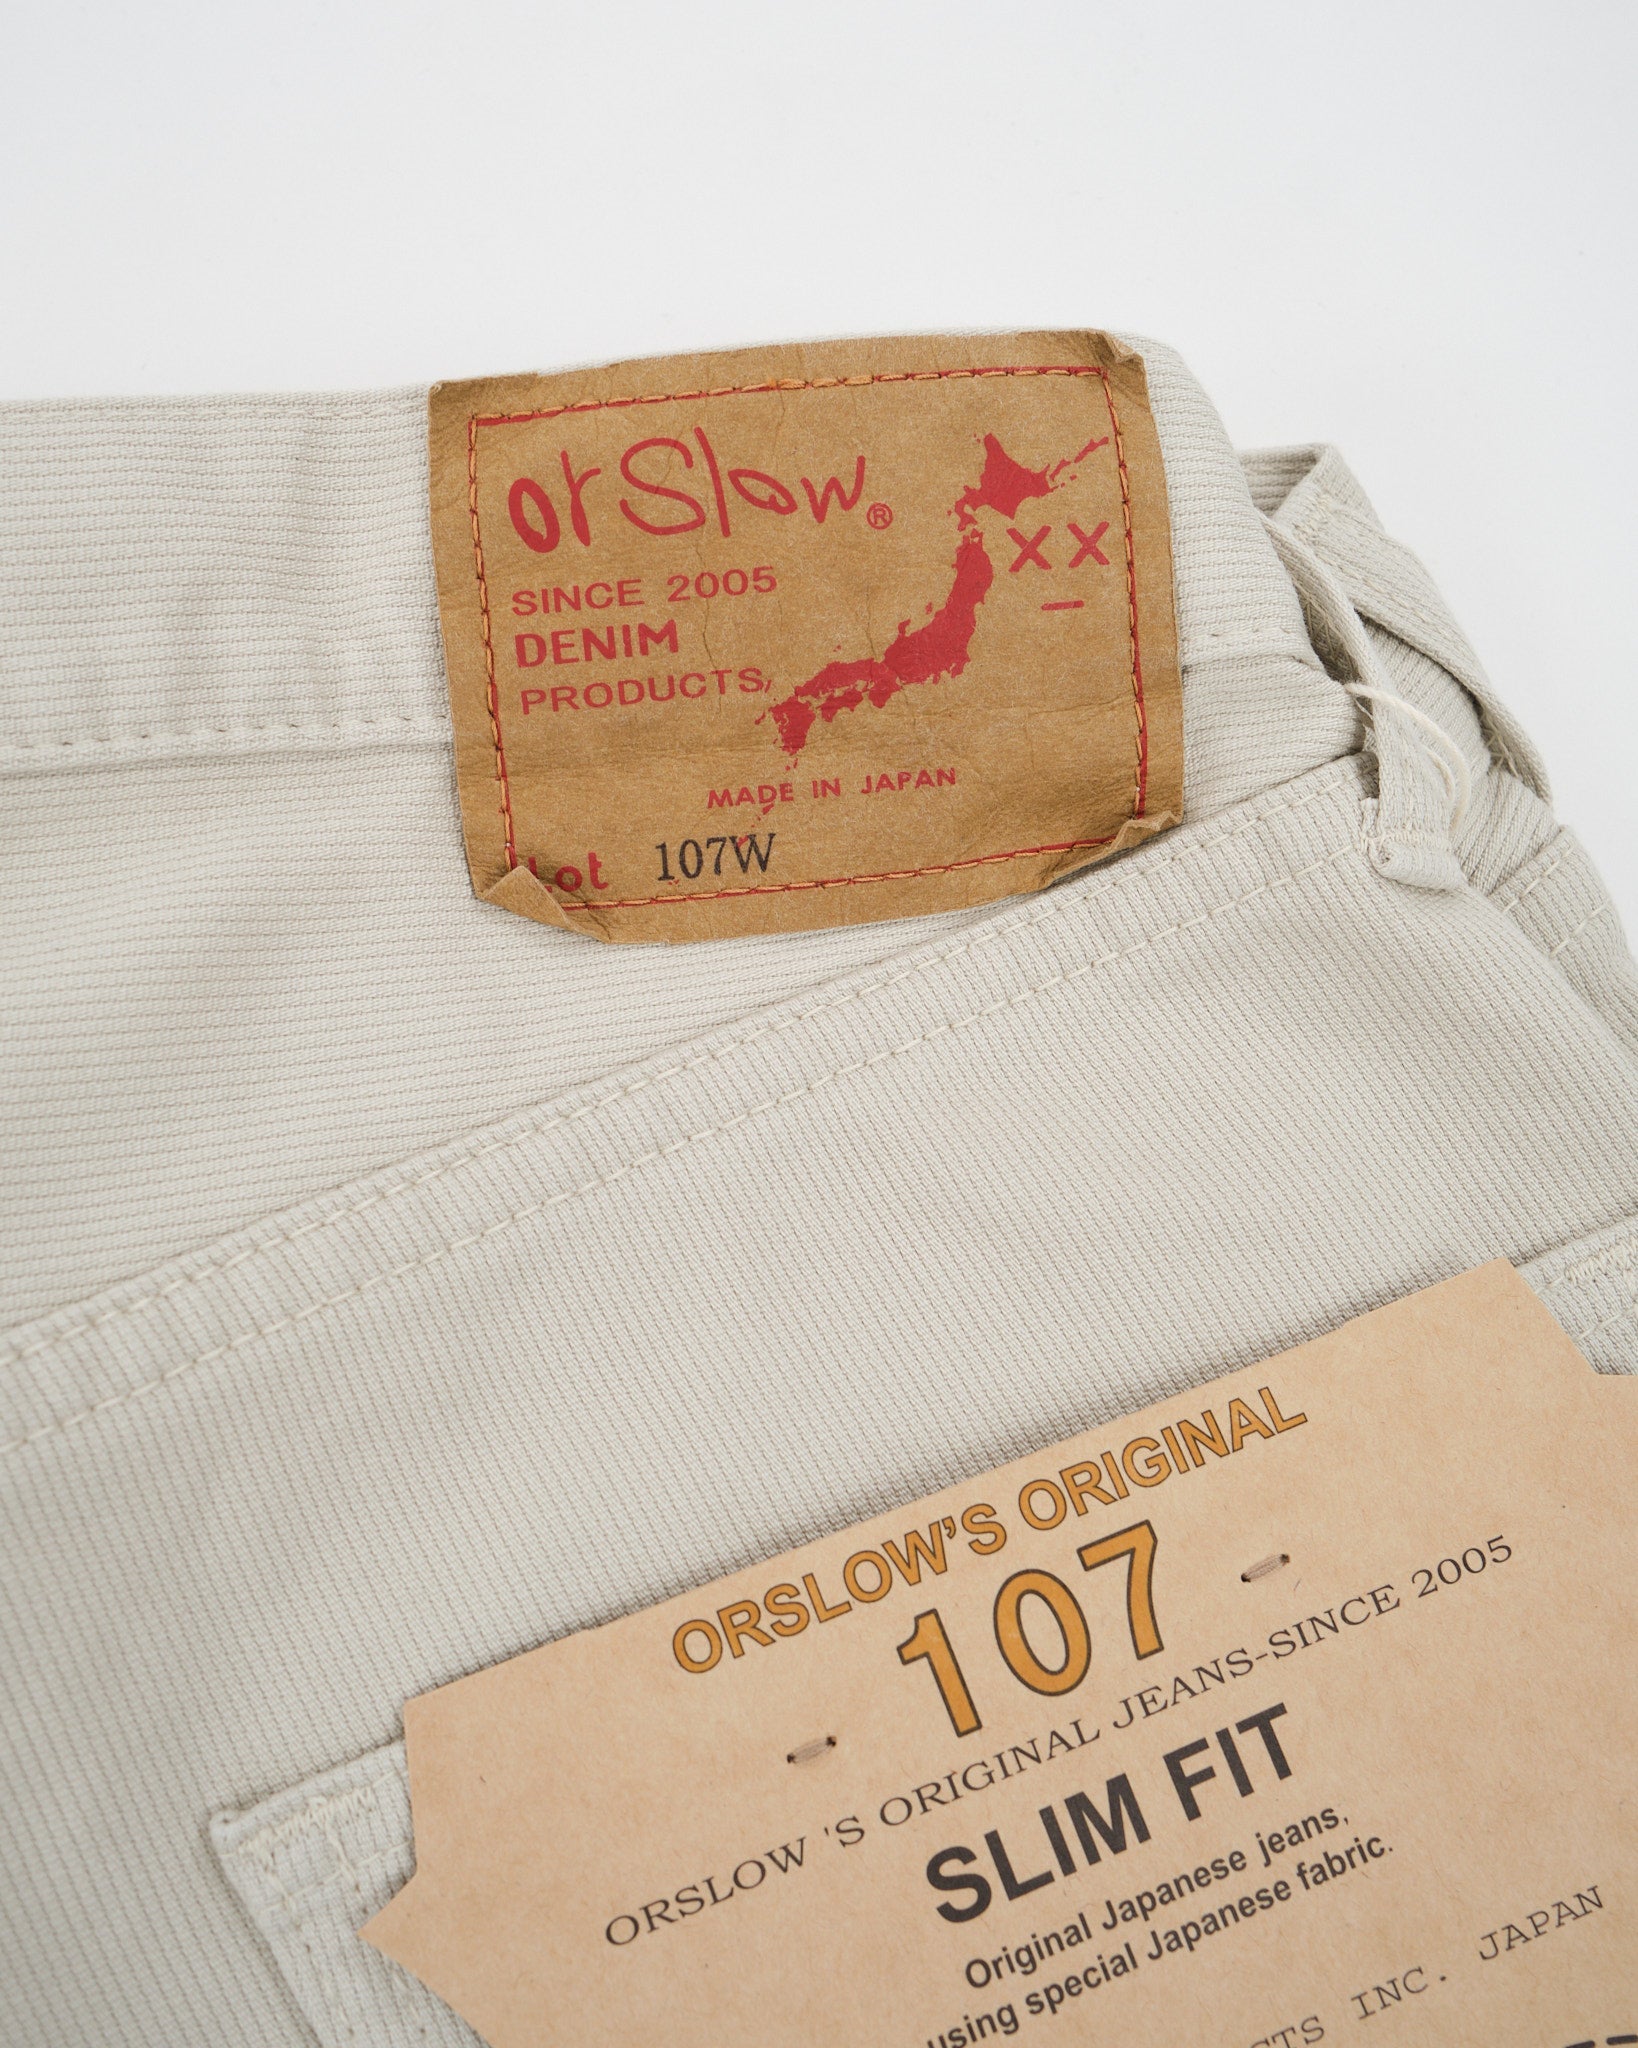 orSlow®
SINCE 2005
DENIM
PRODUCTS,
XX
MADE IN JAPAN
Lot 107W
ORSLOW'S ORIGINAL
107
ORSLOW 'S ORIGINAL JEANS-SINCE 2005
SLIM FIT
Original Japanese jeans,
using special Japanese fabric.
INC. JAPAN